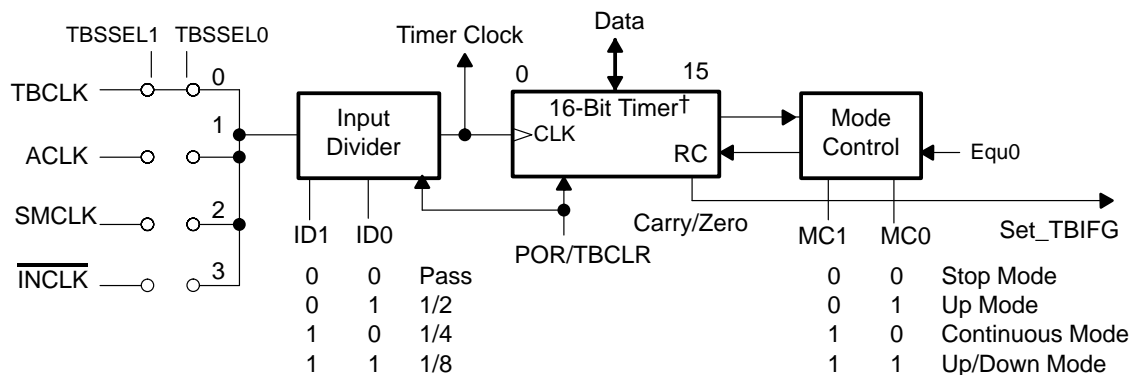 Data
TBSSEL1 TBSSEL0
Timer Clock
0
0 15
TBCLK
16-Bit Timer†
1
Input
Divider
CLK
Mode
Control
ACLK
RC
Equ0
2
SMCLK
Carry/Zero
ID1 ID0
MC1 MC0
Set_TBIFG
POR/TBCLR
3
INCLK
0 0 Pass
0 0 Stop Mode
0 1 1/2
0 1 Up Mode
1 0 1/4
1 0 Continuous Mode
1 1 1/8
1 1 Up/Down Mode